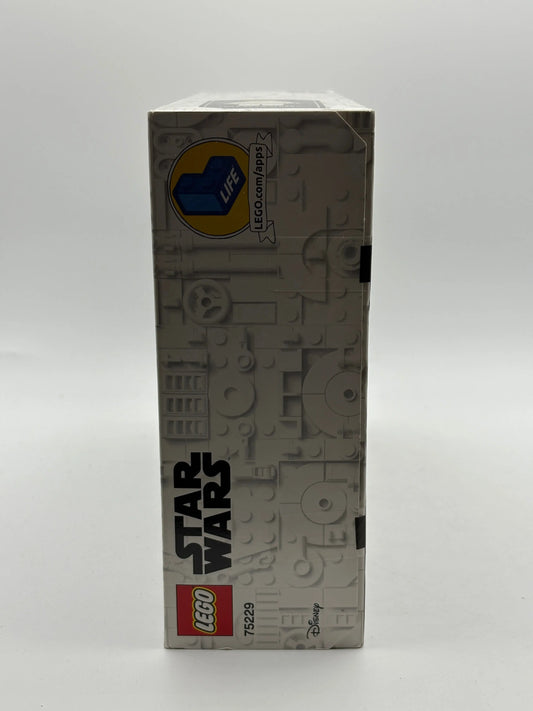 LIFE
LEGO.com/apps
STAR
WARS
LEGO
75229
Disney